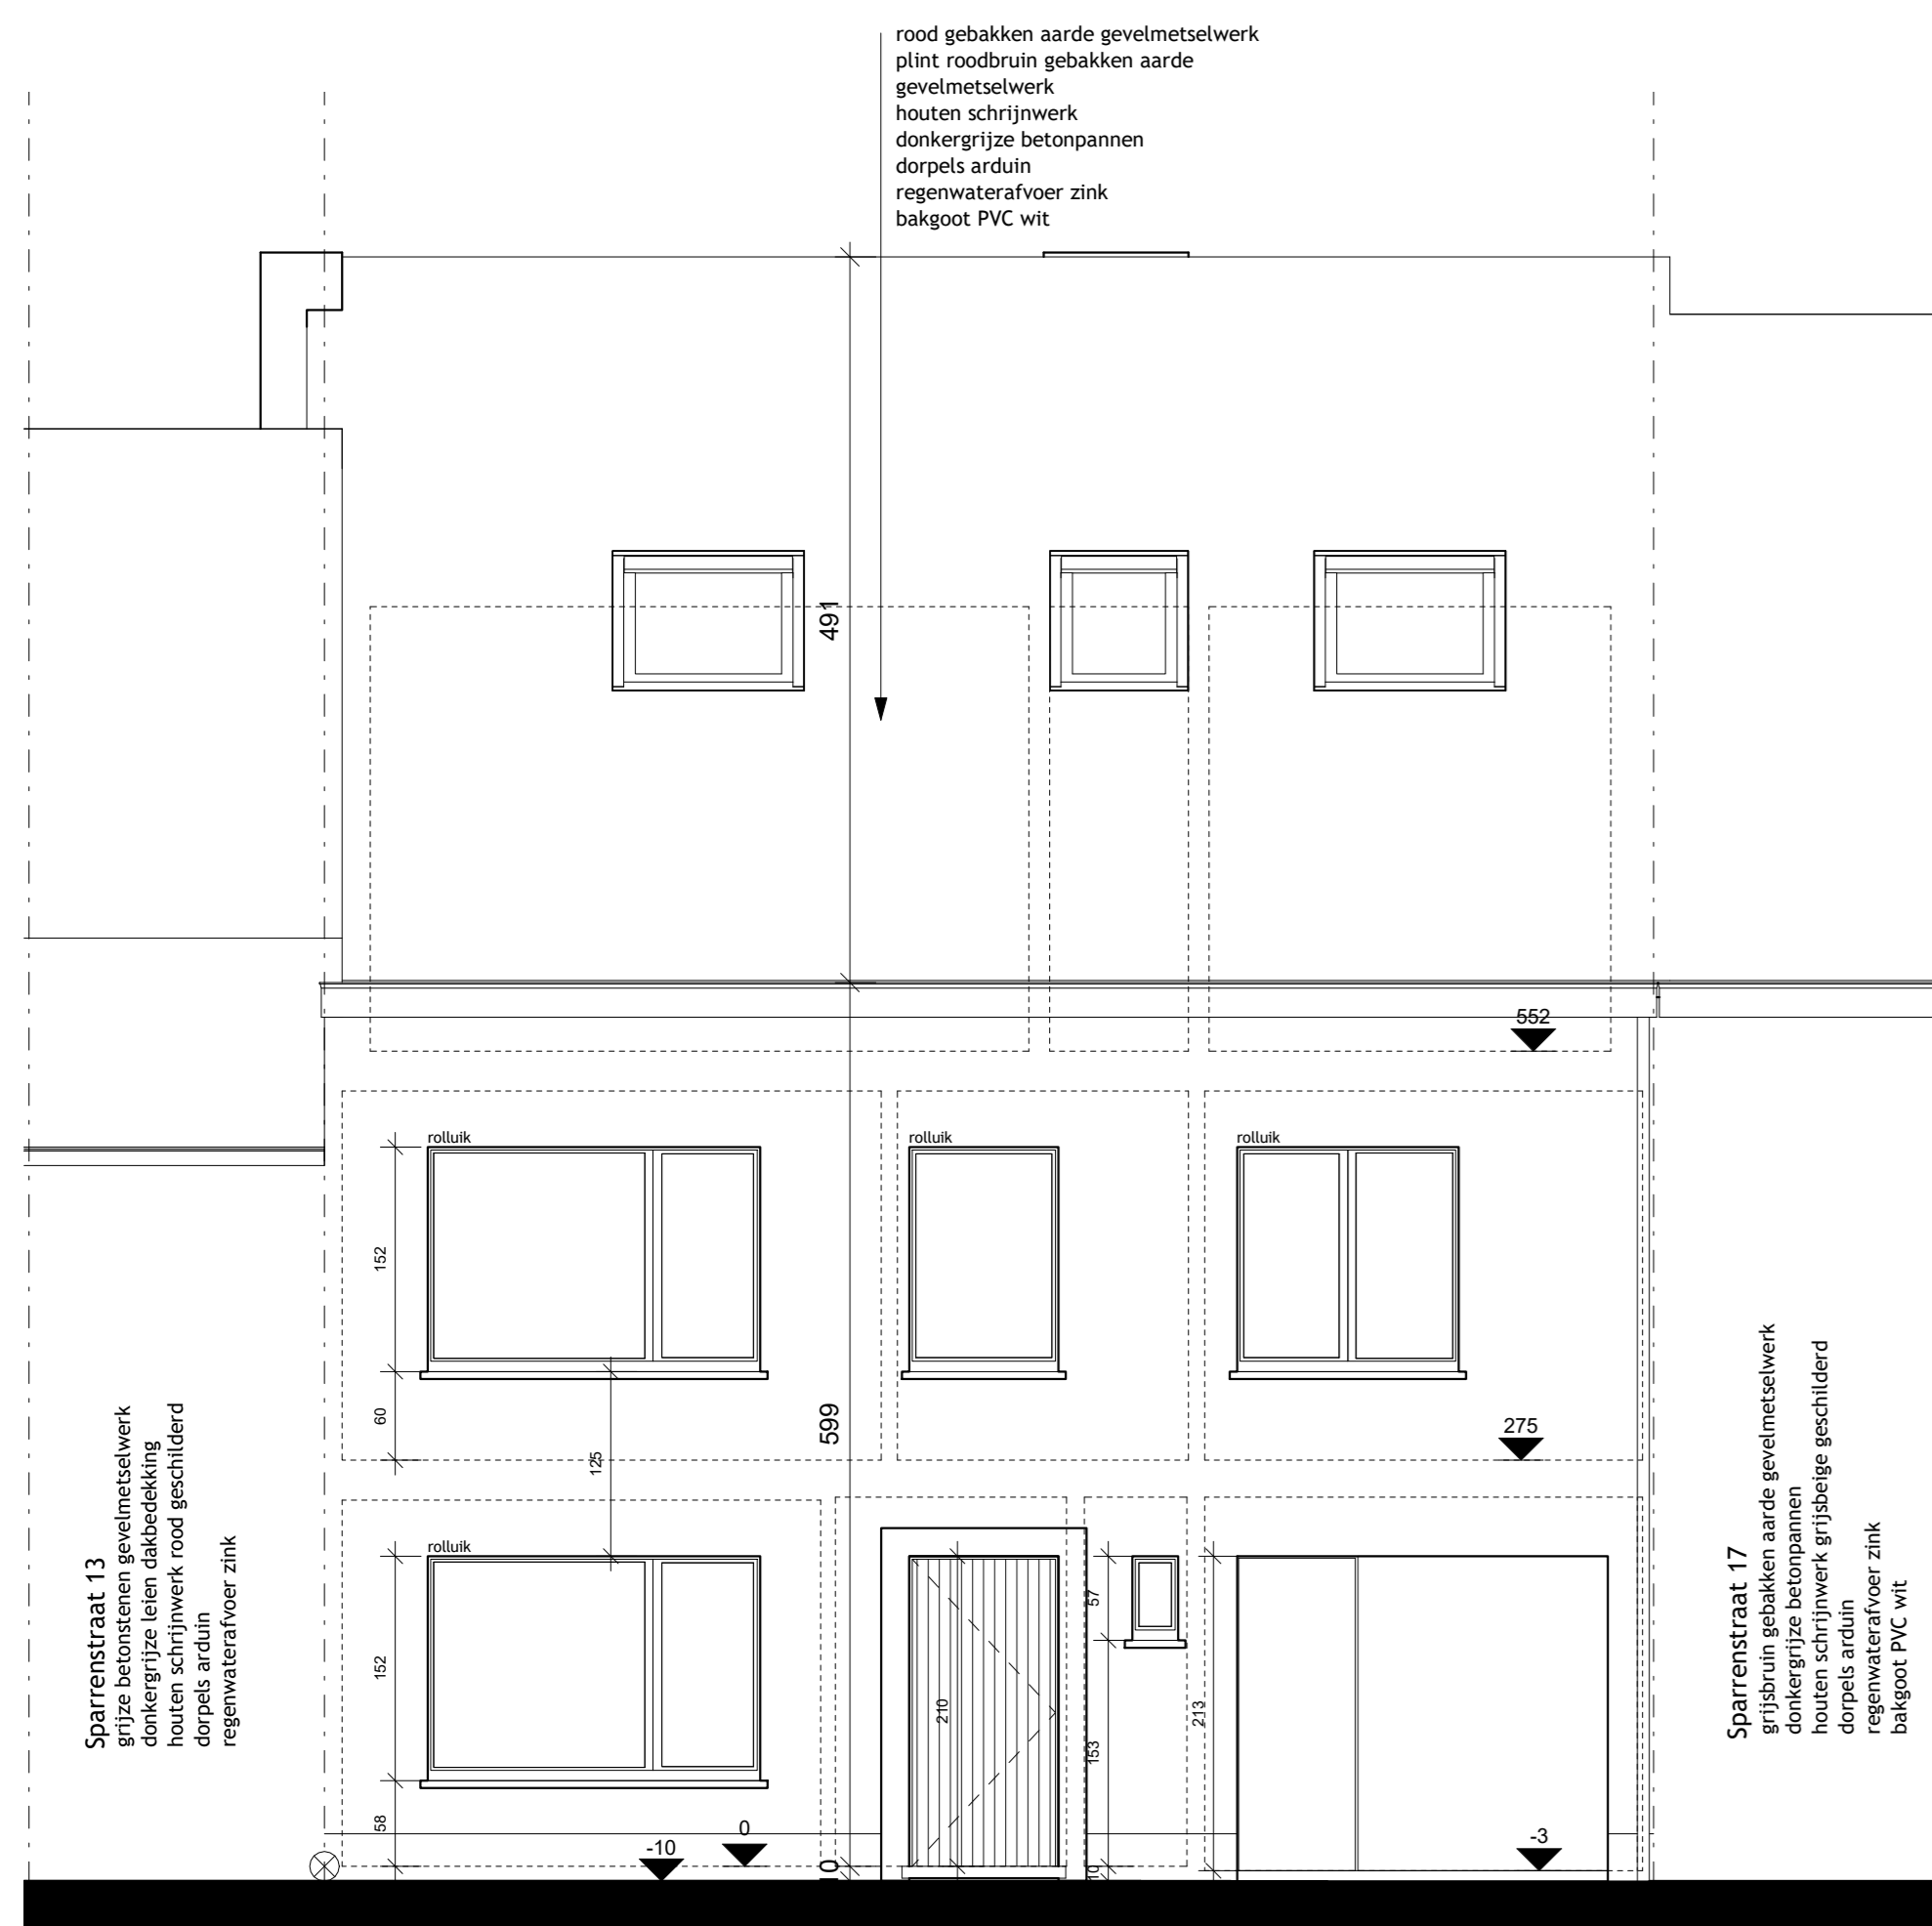 rood gebakken aarde gevelmetselwerk
plint roodbruin gebakken aarde
gevelmetselwerk
houten schrijnwerk
donkergrijze betonpannen
dorpels arduin
regenwaterafvoer zink
bakgoot PVC wit
491
552
rolluik
rolluik
rolluik
152
60
125
599
275
rolluik
152
58
210
57
153
213
10
10
-10
0
-3
Sparrenstraat 13
grijze betonstenen gevelmetselwerk
donkergrijze leien dakbedekking
houten schrijnwerk rood geschilderd
dorpels arduin
regenwaterafvoer zink
Sparrenstraat 17
grijsbruin gebakken aarde gevelmetselwerk
donkergrijze betonpannen
houten schrijnwerk grijsbeige geschilderd
dorpels arduin
regenwaterafvoer zink
bakgoot PVC wit